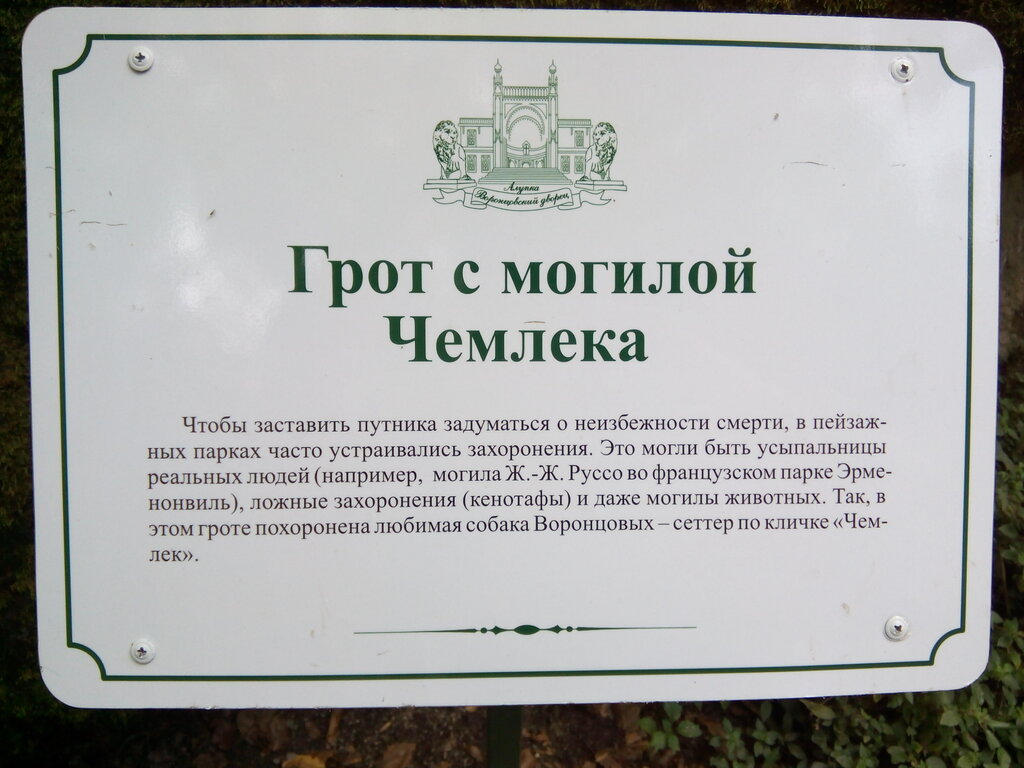 Алупка
Воронцовский дворец
Грот с могилой
Чемлека
Чтобы заставить путника задуматься о неизбежности смерти, в пейзаж-
ных парках часто устраивались захоронения. Это могли быть усыпальницы
реальных людей (например, могила Ж.-Ж. Руссо во французском парке Эрме-
нонвиль), ложные захоронения (кенотафы) и даже могилы животных. Так, в
этом гроте похоронена любимая собака Воронцовых – сеттер по кличке «Чем-
лек».